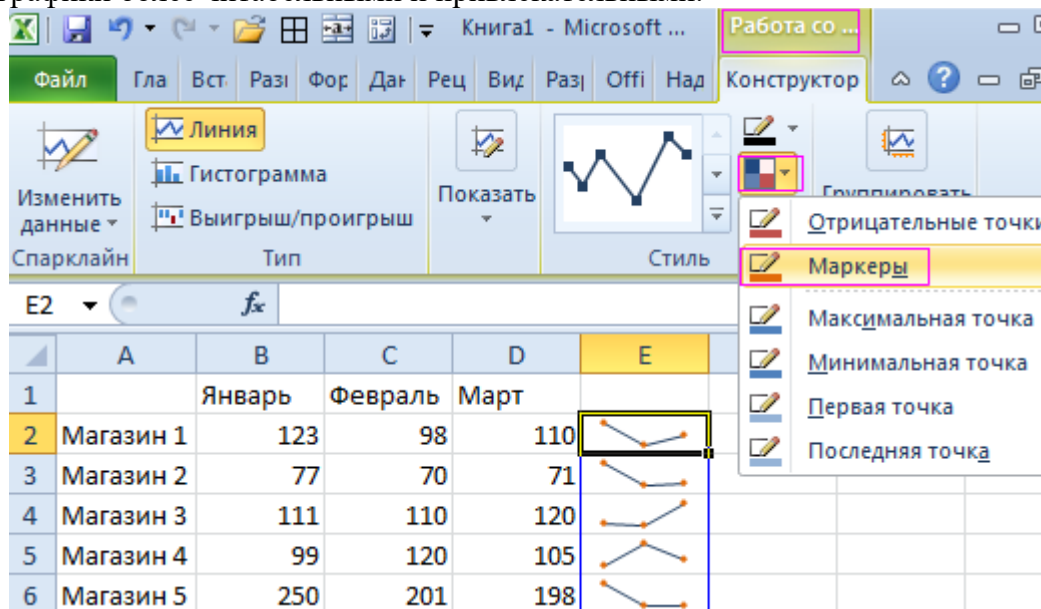 Книга1 - Microsoft ...
Работа со ...
Файл Гла Вст Разм Фор Дан Рец Вид Разр Offi Над Конструктор
Линия
Гистограмма
Выигрыш/проигрыш
Изменить
данные
Показать
Группировать
Спарклайн Тип Стиль
Отрицательные точки
Маркеры
Максимальная точка
Минимальная точка
Первая точка
Последняя точка
E2 fx
A B C D E
1 Январь Февраль Март
2 Магазин 1 123 98 110
3 Магазин 2 77 70 71
4 Магазин 3 111 110 120
5 Магазин 4 99 120 105
6 Магазин 5 250 201 198